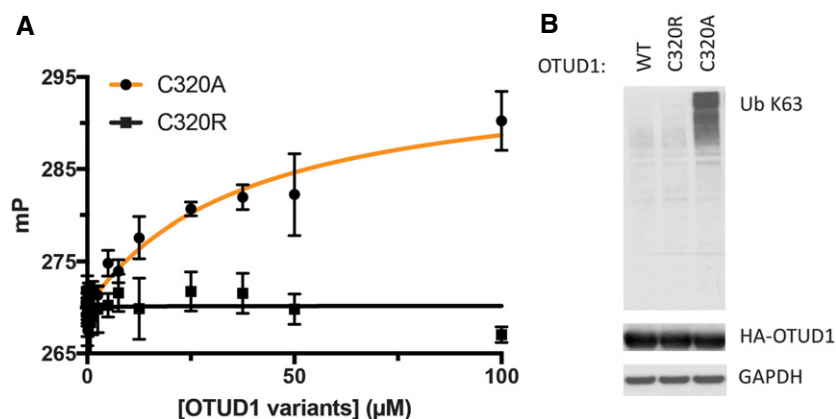 A
295
285
275
265
mP
C320A
C320R
0
50
100
[OTUD1 variants] (µM)
B
OTUD1:
WT
C320R
C320A
Ub K63
HA-OTUD1
GAPDH